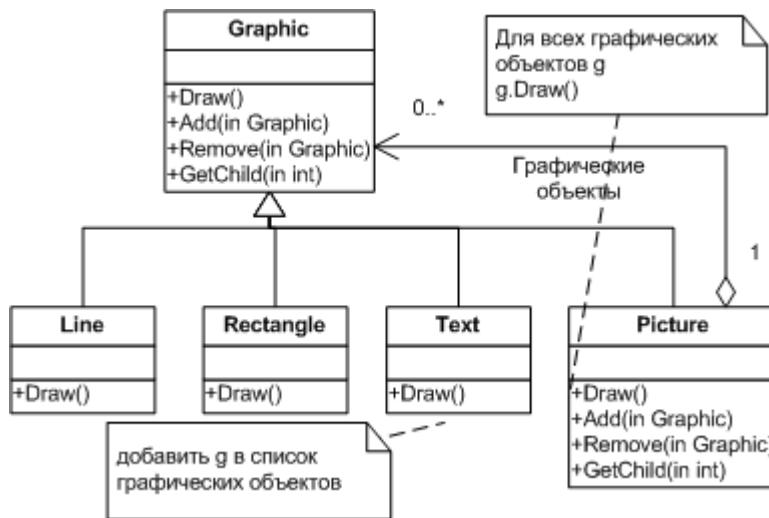 Graphic
+Draw()
+Add(in Graphic)
+Remove(in Graphic)
+GetChild(in int)
Для всех графических
объектов g
g.Draw()
0..*
Графические
объекты
1
Line
+Draw()
Rectangle
+Draw()
Text
+Draw()
Picture
+Draw()
+Add(in Graphic)
+Remove(in Graphic)
+GetChild(in int)
добавить g в список
графических объектов